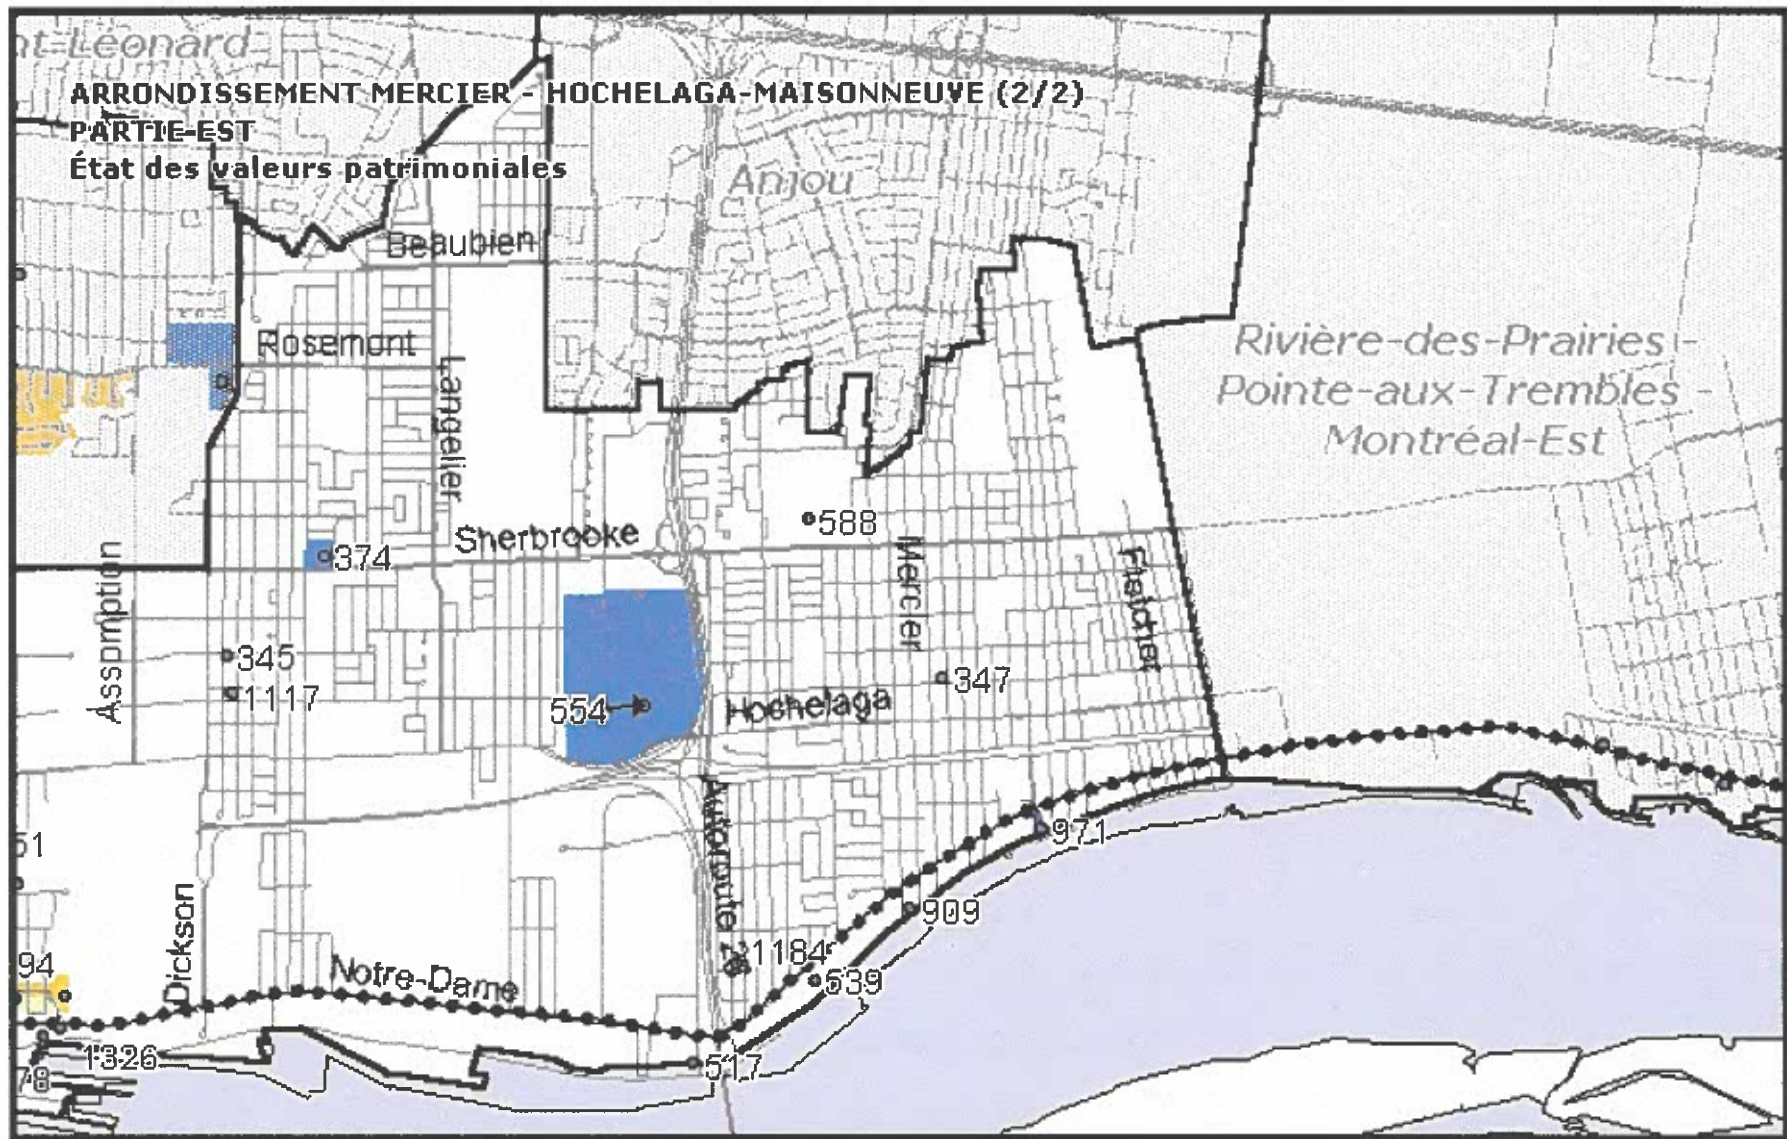 nt-Léonard
ARRONDISSEMENT MERCIER - HOCHELAGA-MAISONNEUVE (2/2)
PARTIE EST
État des valeurs patrimoniales
Anjou
Beaubien
Rosemont
Langelier
Rivière-des-Prairies -
Pointe-aux-Trembles -
Montréal-Est
Sherbrooke
588
374
Mercier
Fletcher
Assomption
345
1117
554
Hochelaga
347
Autoroute 25
51
971
Dickson
909
94
Notre-Dame
1184
639
1326
517
78